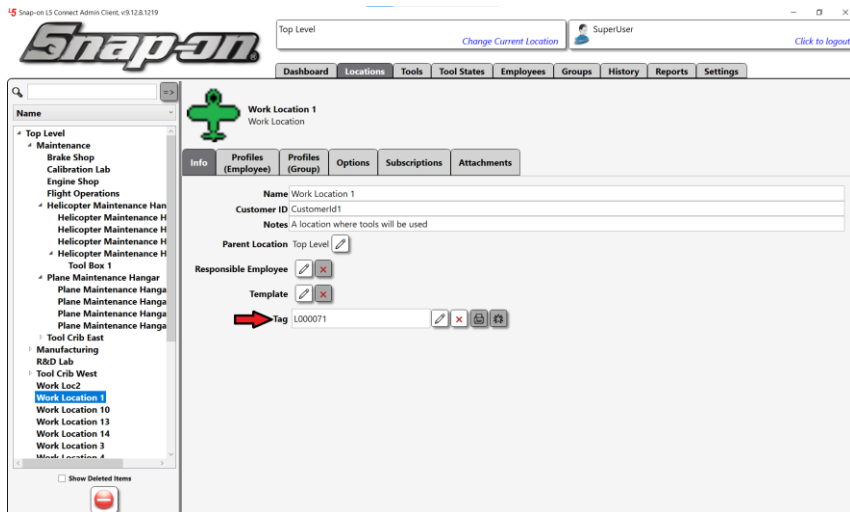 Snap-on L5 Connect Admin Client, v:9.12.8.1219
Snap-on
Top Level
Change Current Location
SuperUser
Click to logout
Dashboard Locations Tools Tool States Employees Groups History Reports Settings
=>
Name
Top Level
Maintenance
Brake Shop
Calibration Lab
Engine Shop
Flight Operations
Helicopter Maintenance Han
Helicopter Maintenance H
Helicopter Maintenance H
Helicopter Maintenance H
Helicopter Maintenance H
Tool Box 1
Plane Maintenance Hangar
Plane Maintenance Hanga
Plane Maintenance Hanga
Plane Maintenance Hanga
Plane Maintenance Hanga
Tool Crib East
Manufacturing
R&D Lab
Tool Crib West
Work Loc2
Work Location 1
Work Location 10
Work Location 13
Work Location 14
Work Location 3
Work Location 4
Show Deleted Items
Work Location 1
Work Location
Info Profiles (Employee) Profiles (Group) Options Subscriptions Attachments
Name Work Location 1
Customer ID CustomerId1
Notes A location where tools will be used
Parent Location Top Level
Responsible Employee
Template
Tag L000071